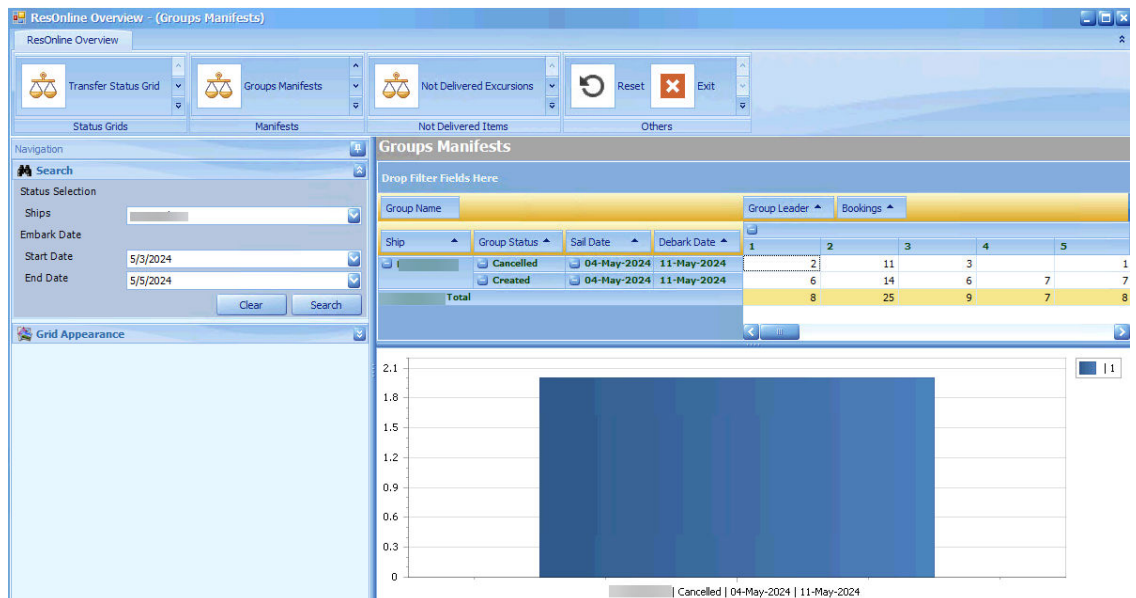 ResOnline Overview - (Groups Manifests)
ResOnline Overview
Transfer Status Grid
Groups Manifests
Not Delivered Excursions
Reset
Exit
Status Grids
Manifests
Not Delivered Items
Others
Navigation
Search
Status Selection
Ships
Embark Date
Start Date 5/3/2024
End Date 5/5/2024
Clear Search
Grid Appearance
Groups Manifests
Drop Filter Fields Here
Group Name Group Leader Bookings
Ship Group Status Sail Date Debark Date 1 2 3 4 5
Cancelled 04-May-2024 11-May-2024 2 11 3 1
Created 04-May-2024 11-May-2024 6 14 6 7 7
Total 8 25 9 7 8
| 1
2.1
1.8
1.5
1.2
0.9
0.6
0.3
0
| Cancelled | 04-May-2024 | 11-May-2024